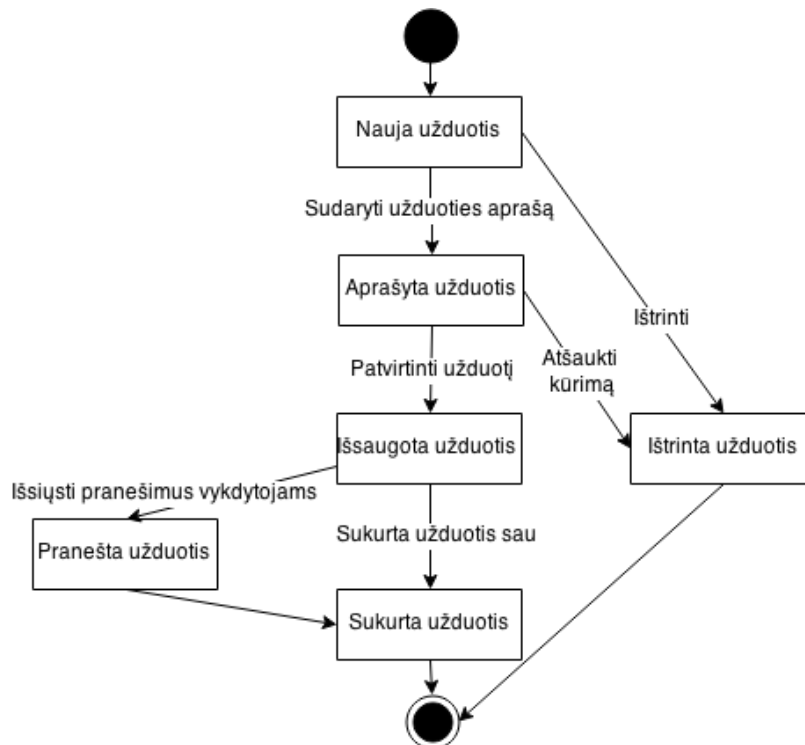 Nauja užduotis
Sudaryti užduoties aprašą
Aprašyta užduotis
Ištrinti
Patvirtinti užduotį
Atšaukti
kūrimą
Išsaugota užduotis
Ištrinta užduotis
Išsiųsti pranešimus vykdytojams
Sukurta užduotis sau
Pranešta užduotis
Sukurta užduotis